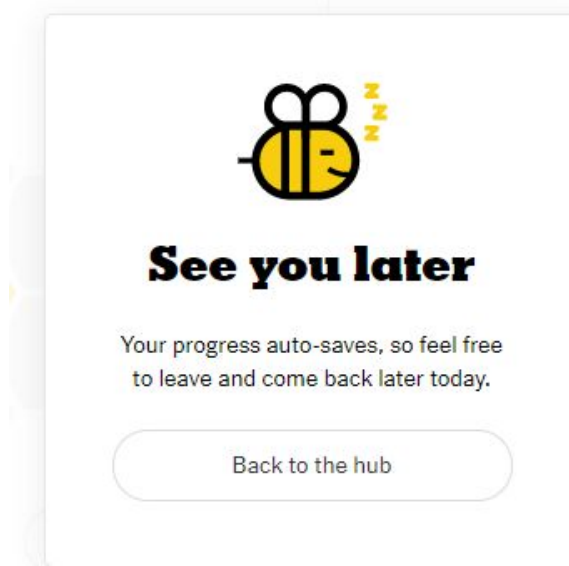 z
z
z
See you later
Your progress auto-saves, so feel free
to leave and come back later today.
Back to the hub